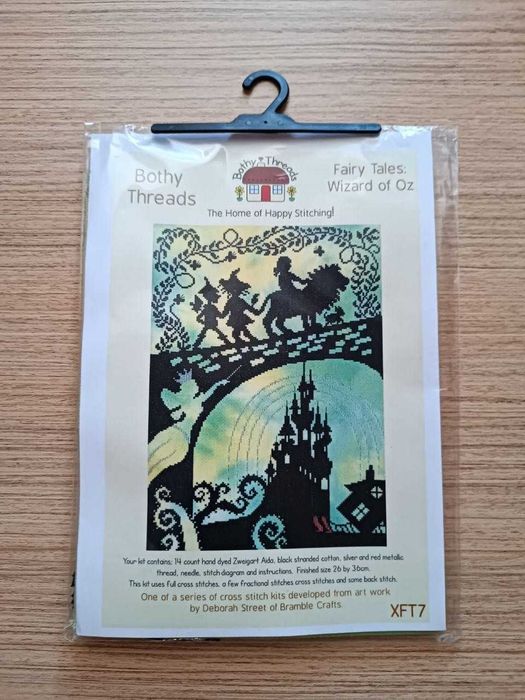 Bothy
Threads
Bothy Threads
Fairy Tales:
Wizard of Oz
The Home of Happy Stitching!
Your kit contains; 14 count hand dyed Zweigart Aida, black stranded cotton, silver and red metallic
thread, needle, stitch diagram and instructions. Finished size 26 by 36cm.
This kit uses full cross stitches, a few fractional stitches cross stitches and some back stitch.
One of a series of cross stitch kits developed from art work
by Deborah Street of Bramble Crafts.
XFT7